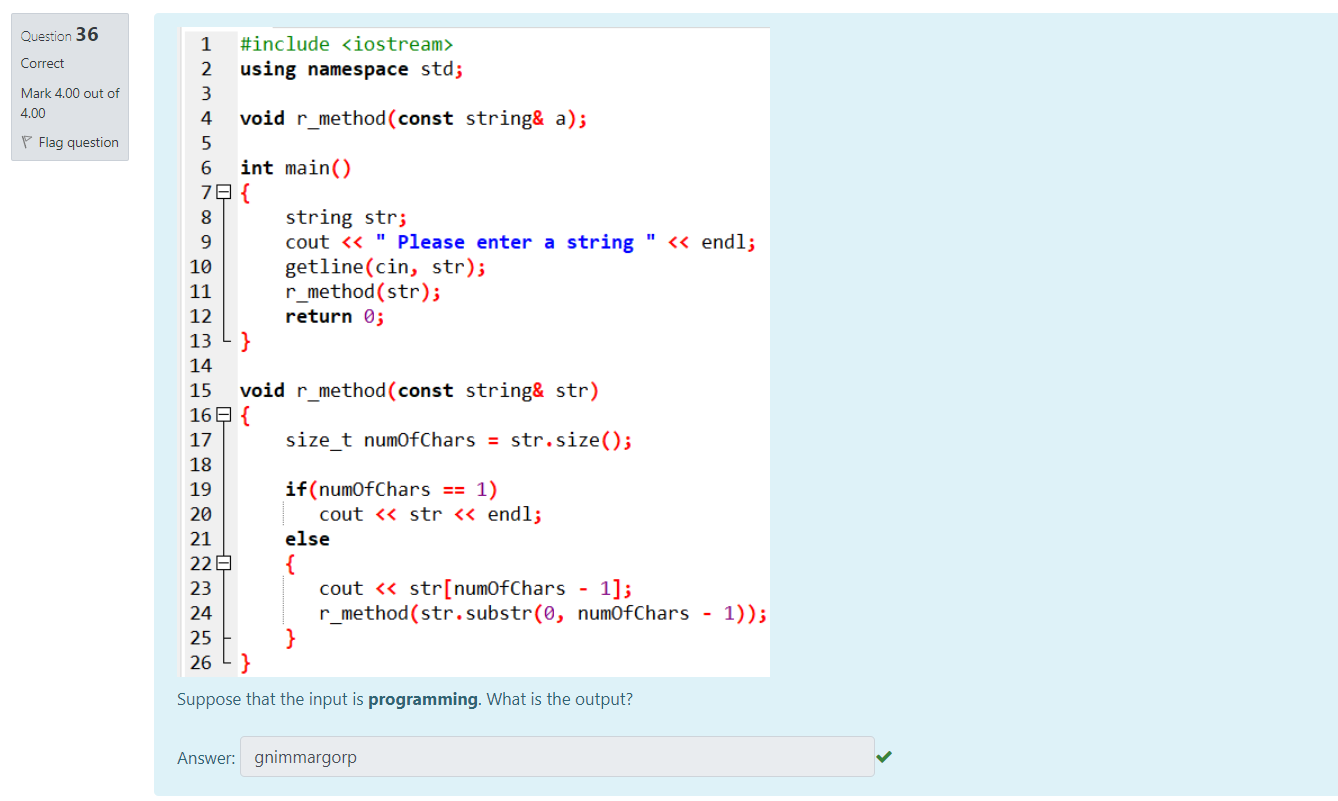 Question 36
Correct
Mark 4.00 out of
4.00
Flag question
1 #include <iostream>
2 using namespace std;
3
4 void r_method(const string& a);
5
6 int main()
7 {
8     string str;
9     cout << " Please enter a string " << endl;
10     getline(cin, str);
11     r_method(str);
12     return 0;
13 }
14
15 void r_method(const string& str)
16 {
17     size_t numOfChars = str.size();
18
19     if(numOfChars == 1)
20        cout << str << endl;
21     else
22     {
23        cout << str[numOfChars - 1];
24        r_method(str.substr(0, numOfChars - 1));
25     }
26 }
Suppose that the input is programming. What is the output?
Answer: gnimmargorp